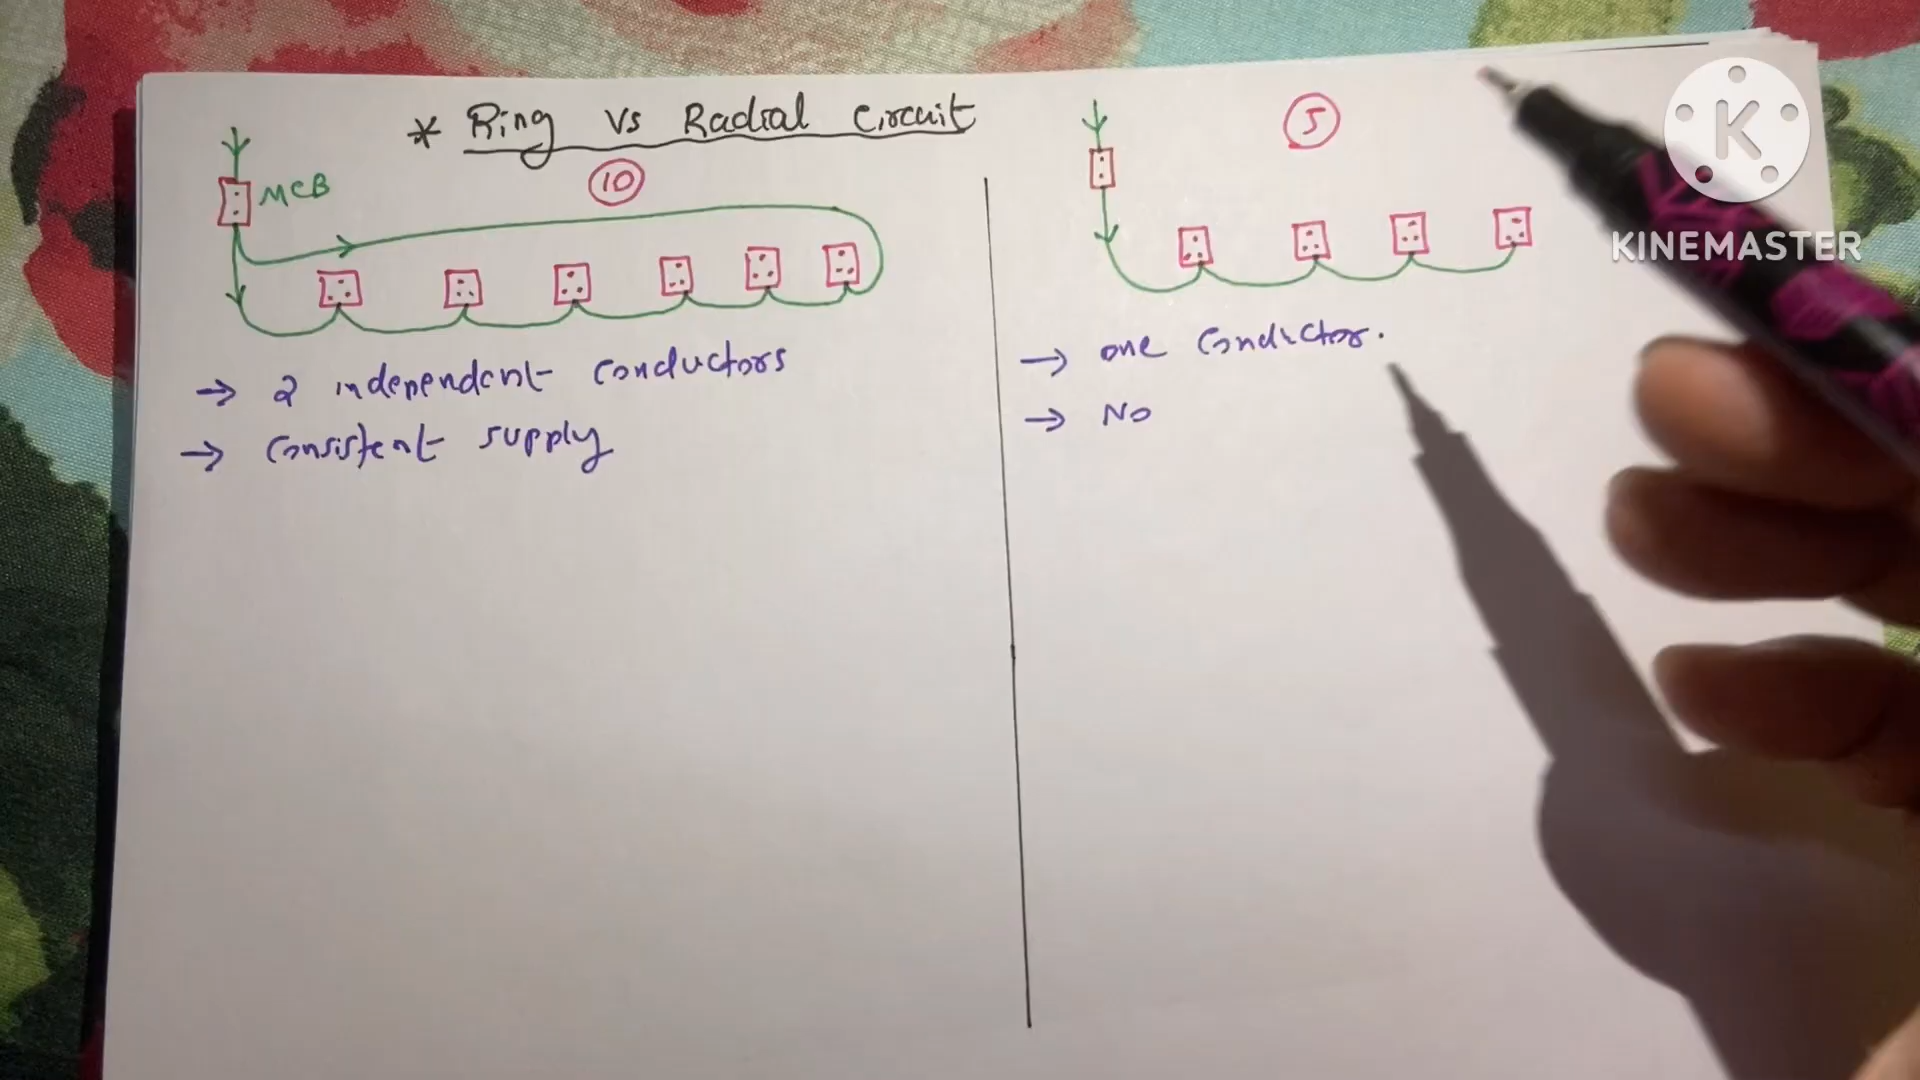 * Ring vs Radial Circuit
MCB
10
→ 2 independent conductors
→ Consistent supply
5
→ one Conductor.
→ No
K
KINEMASTER